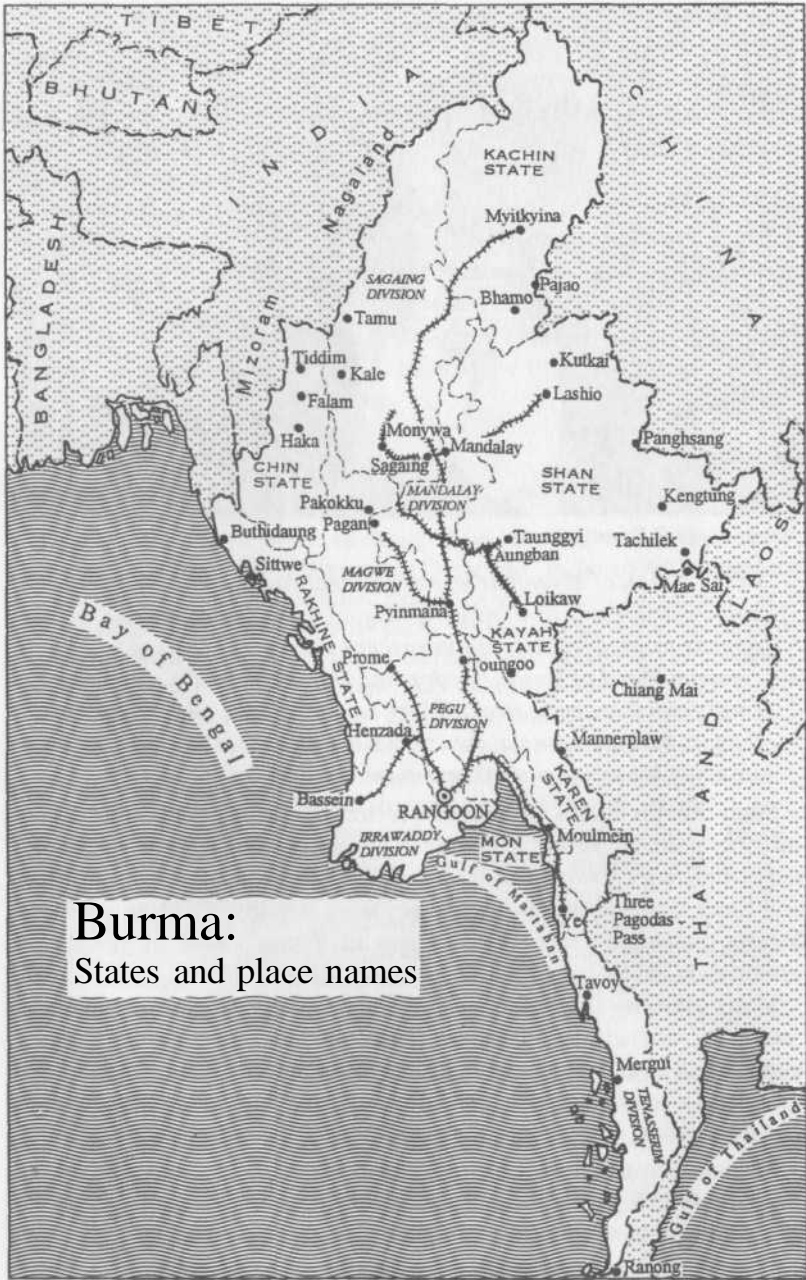 TIBET
BHUTAN
INDIA
CHINA
Nagaland
KACHIN
STATE
Myitkyina
BANGLADESH
SAGAING
DIVISION
Pajao
Bhamo
Mizoram
Tamu
Tiddim
Kale
Kutkai
Falam
Lashio
Haka
Monywa
Mandalay
Panghsang
Sagaing
CHIN
STATE
MANDALAY
DIVISION
SHAN
STATE
Pakokku
Kengtung
Pagan
Buthidaung
Taunggyi
Aungban
Tachilek
LAOS
Sittwe
MAGWE
DIVISION
Mae Sai
RAKHINE STATE
Pyinmana
Loikaw
KAYAH
STATE
Bay of Bengal
Prome
Toungoo
Chiang Mai
PEGU
DIVISION
Henzada
Mannerplaw
THAILAND
KAREN
STATE
Bassein
RANGOON
IRRAWADDY
DIVISION
MON
STATE
Moulmein
Gulf of Martabun
Ye
Three
Pagodas
Pass
Burma:
States and place names
Tavoy
Mergui
TENASSERIM
DIVISION
Gulf of Thailand
Ranong